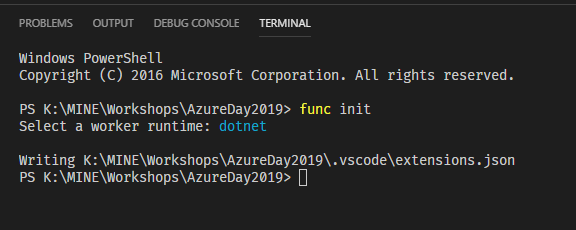 PROBLEMS OUTPUT DEBUG CONSOLE TERMINAL
Windows PowerShell
Copyright (C) 2016 Microsoft Corporation. All rights reserved.
PS K:\MINE\Workshops\AzureDay2019> func init
Select a worker runtime: dotnet
Writing K:\MINE\Workshops\AzureDay2019\.vscode\extensions.json
PS K:\MINE\Workshops\AzureDay2019>